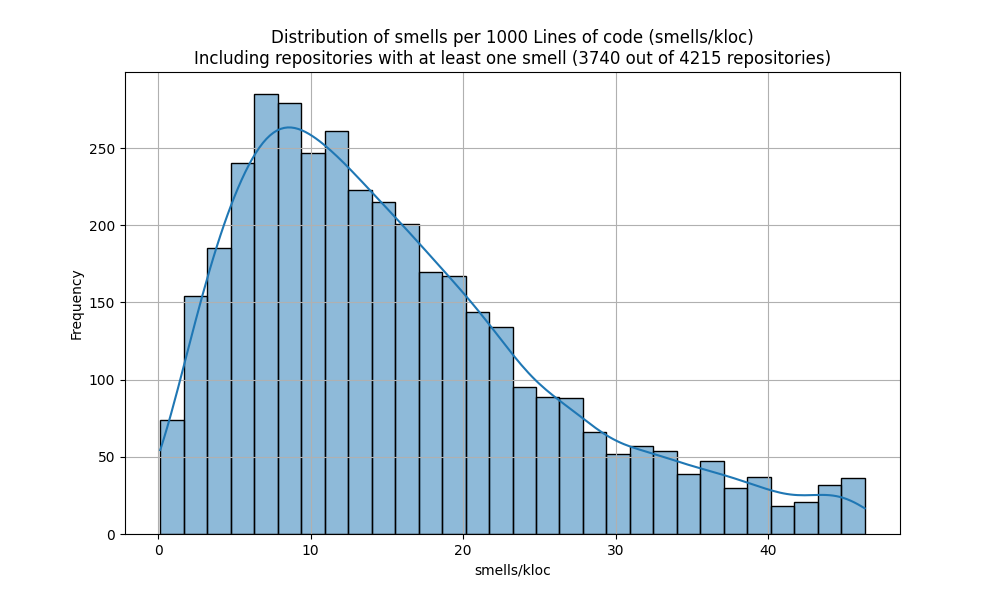 Distribution of smells per 1000 Lines of code (smells/kloc)
Including repositories with at least one smell (3740 out of 4215 repositories)
250
200
150
100
50
0
Frequency
0 10 20 30 40
smells/kloc